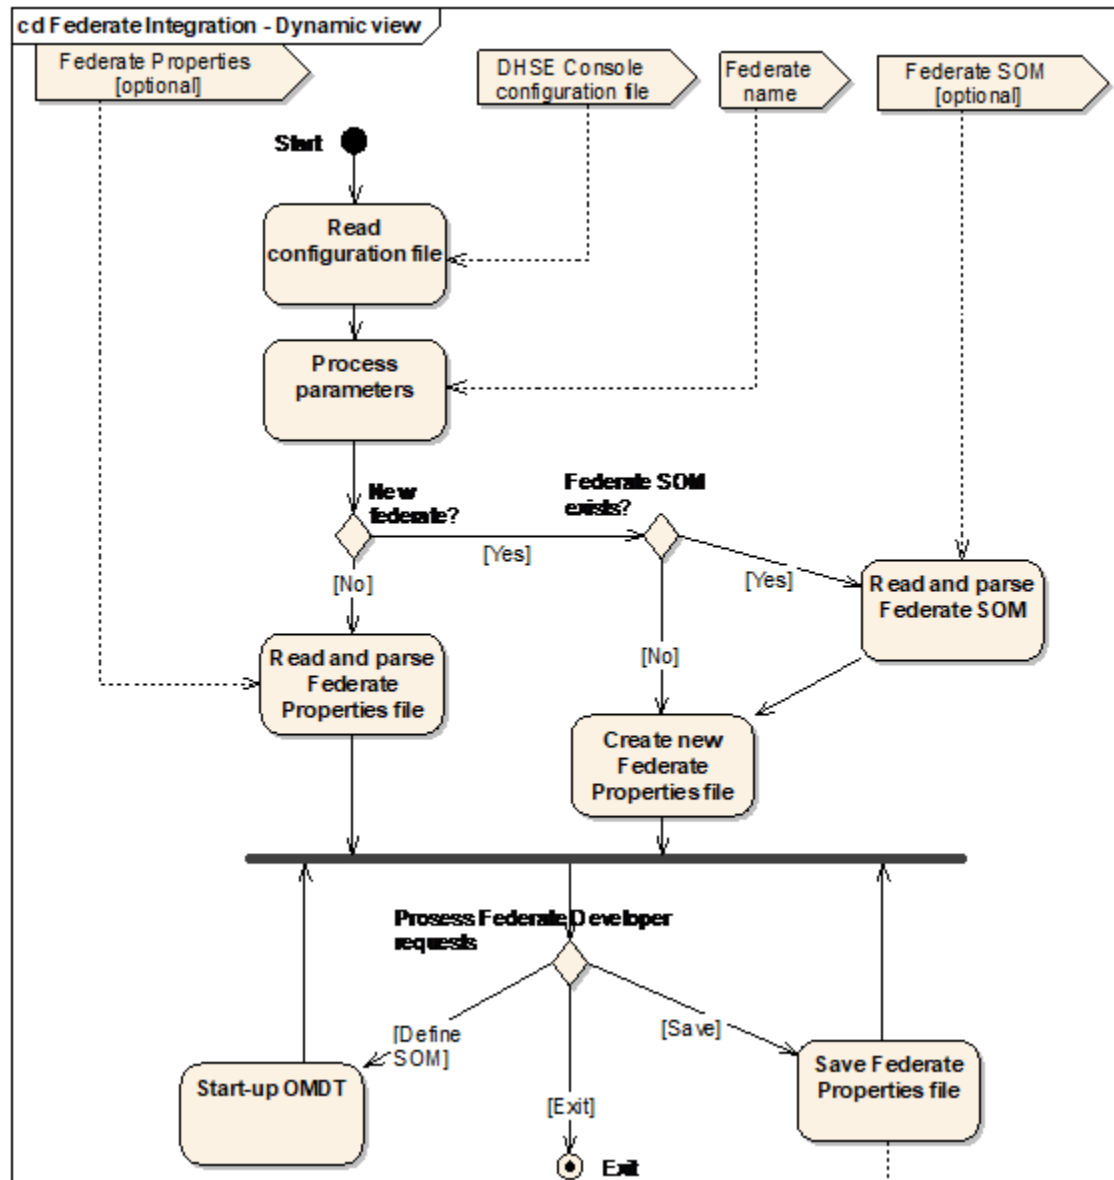 cd Federate Integration - Dynamic view
Federate Properties
[optional]
DHSE Console
configuration file
Federate
name
Federate SOM
[optional]
Start
Read
configuration file
Process
parameters
New
federate?
Federate SOM
exists?
[Yes]
[Yes]
[No]
Read and parse
Federate SOM
Read and parse
Federate
Properties file
[No]
Create new
Federate
Properties file
Prosess Federate Developer
requests
[Define
SOM]
[Save]
Start-up OMDT
[Exit]
Save Federate
Properties file
Exit